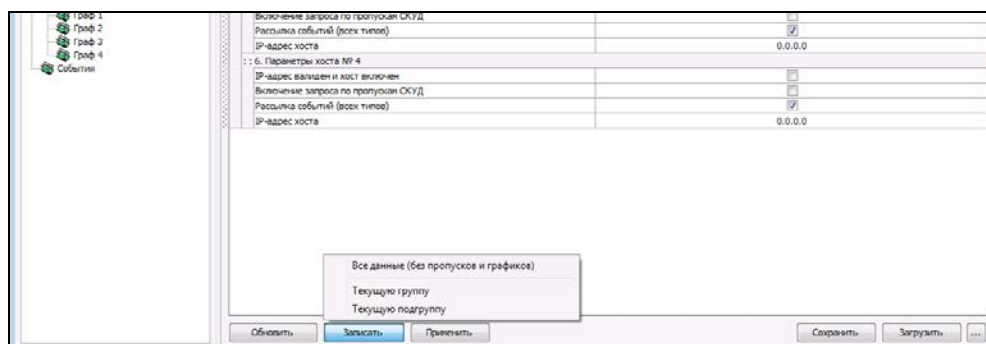 Граф 1
Граф 2
Граф 3
Граф 4
События
Включение запроса по пропускам СКУД
Рассылка событий (всех типов)
IP-адрес хоста 0.0.0.0
6. Параметры хоста № 4
IP-адрес валиден и хост включен
Включение запроса по пропускам СКУД
Рассылка событий (всех типов)
IP-адрес хоста 0.0.0.0
Все данные (без пропусков и графиков)
Текущую группу
Текущую подгруппу
Обновить Записать Применить Сохранить Загрузить ...